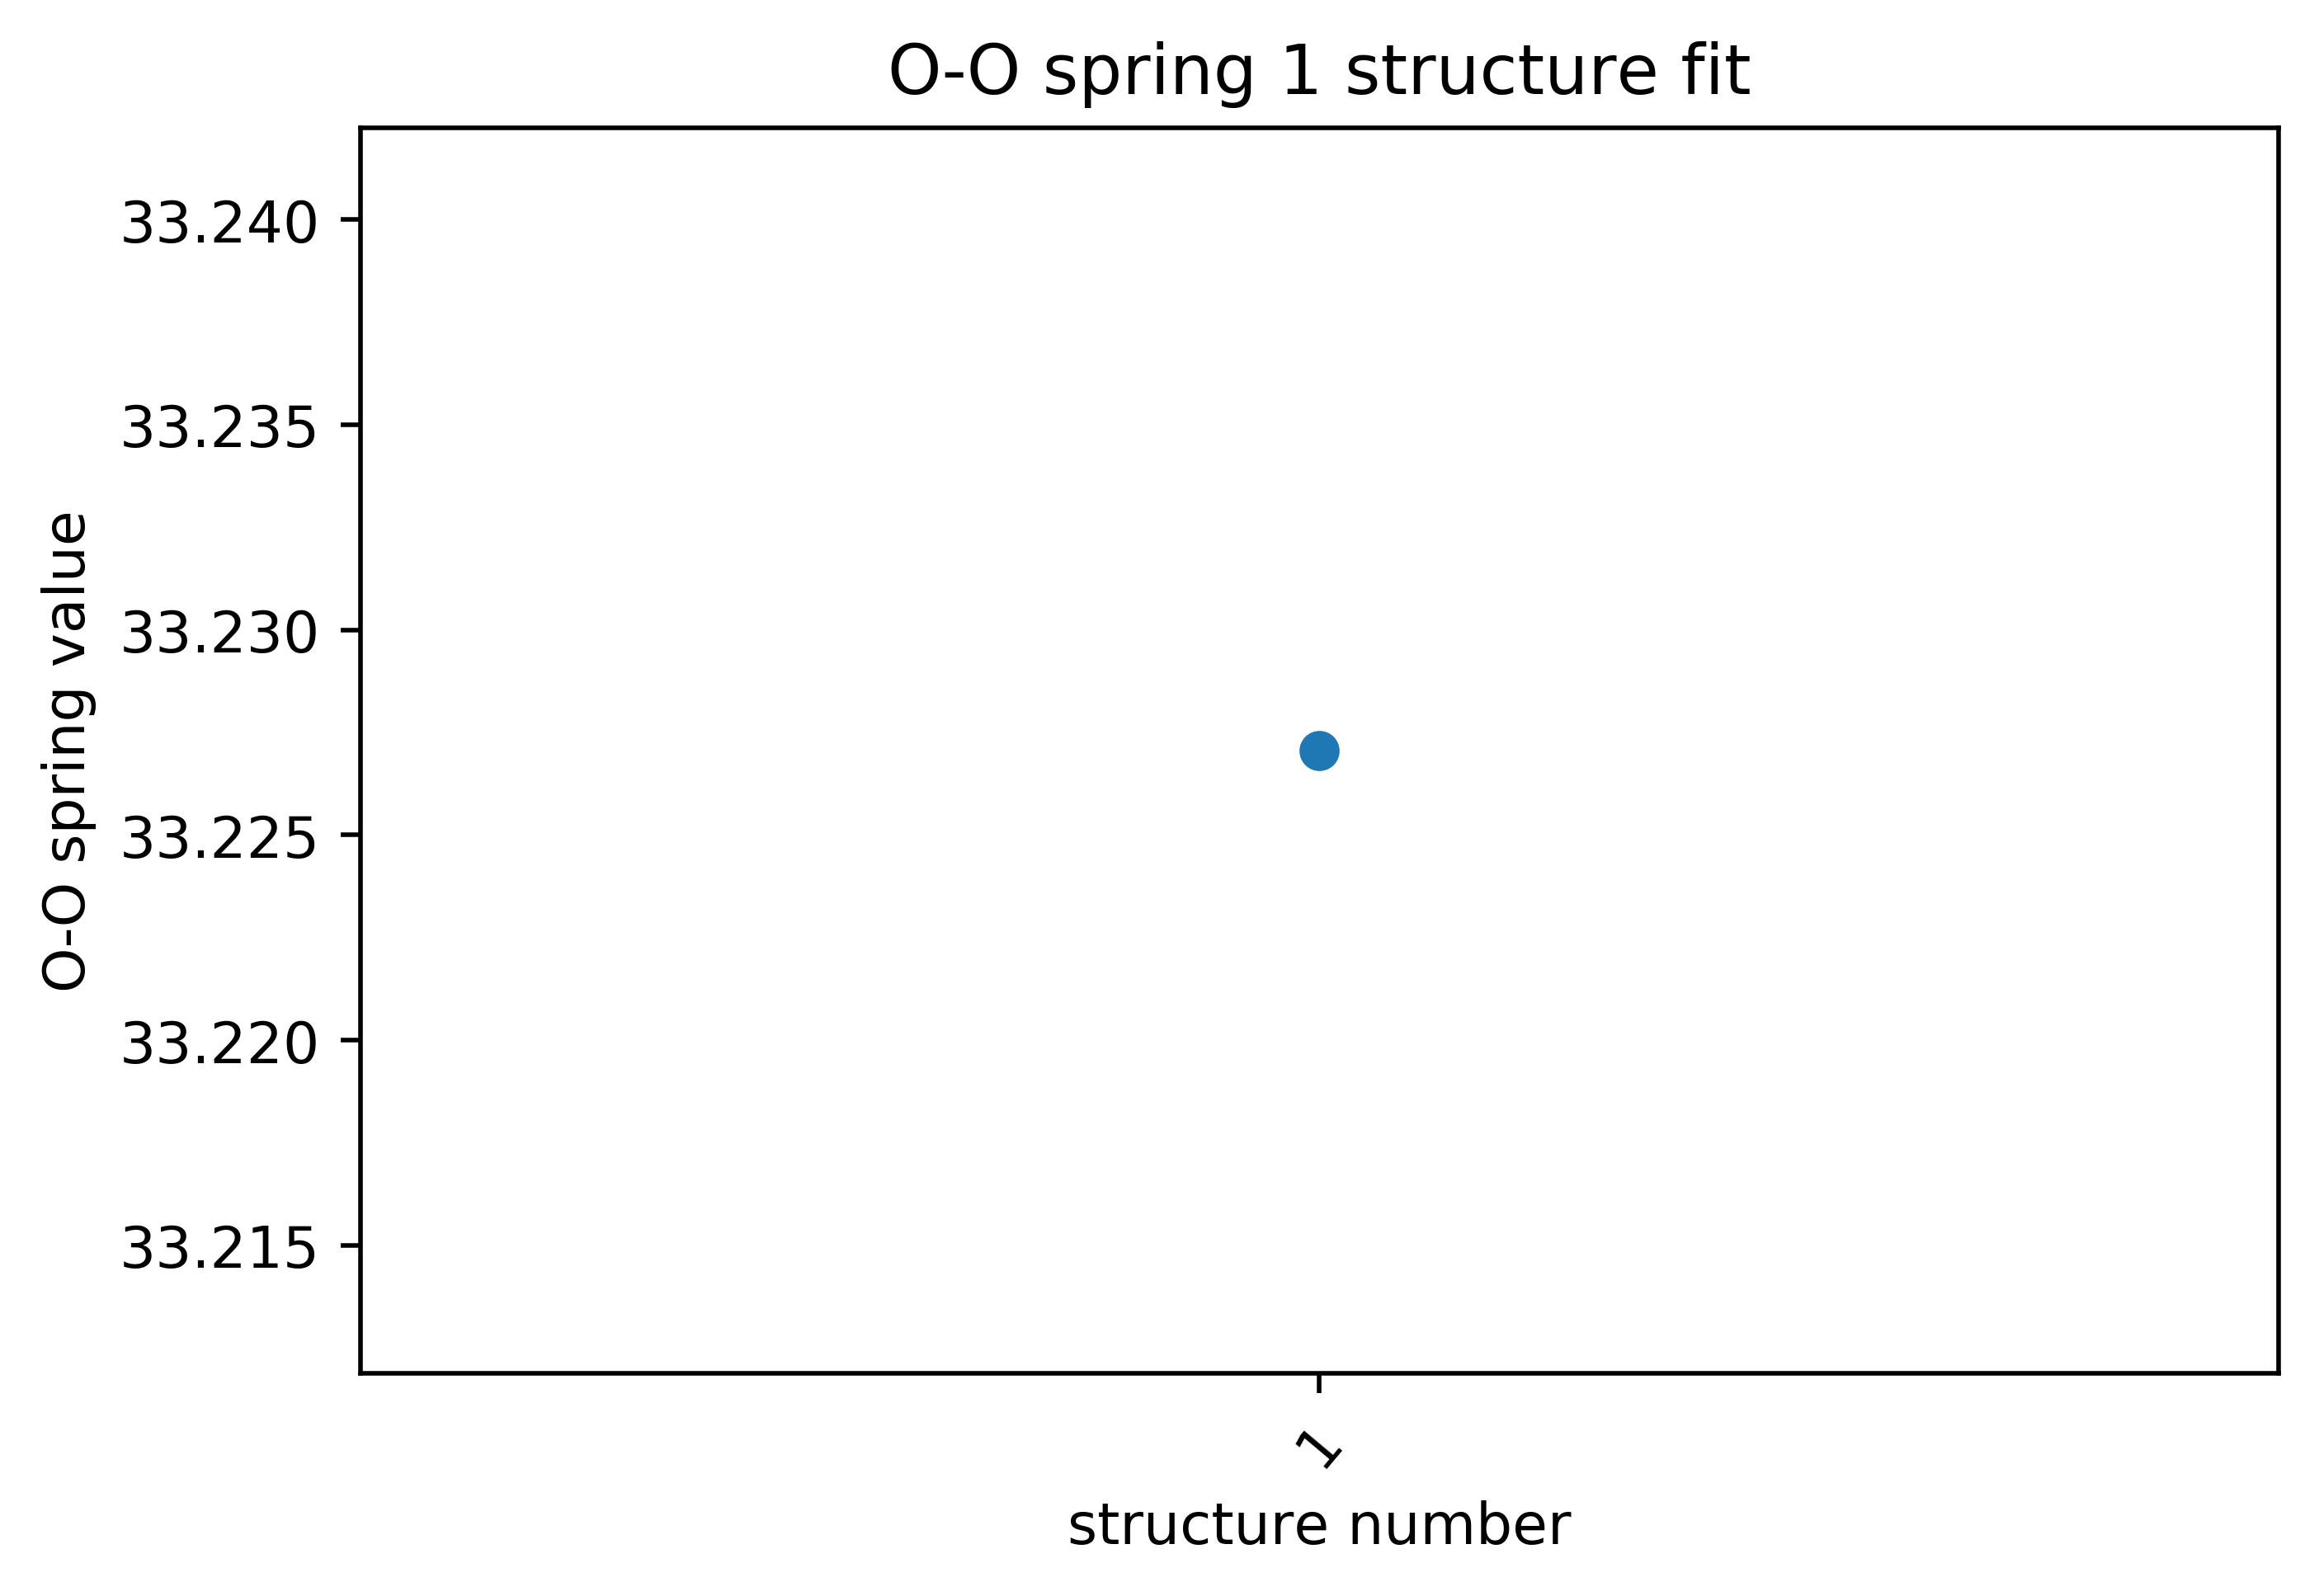 O-O spring 1 structure fit
33.240
33.235
33.230
33.225
33.220
33.215
O-O spring value
1
structure number